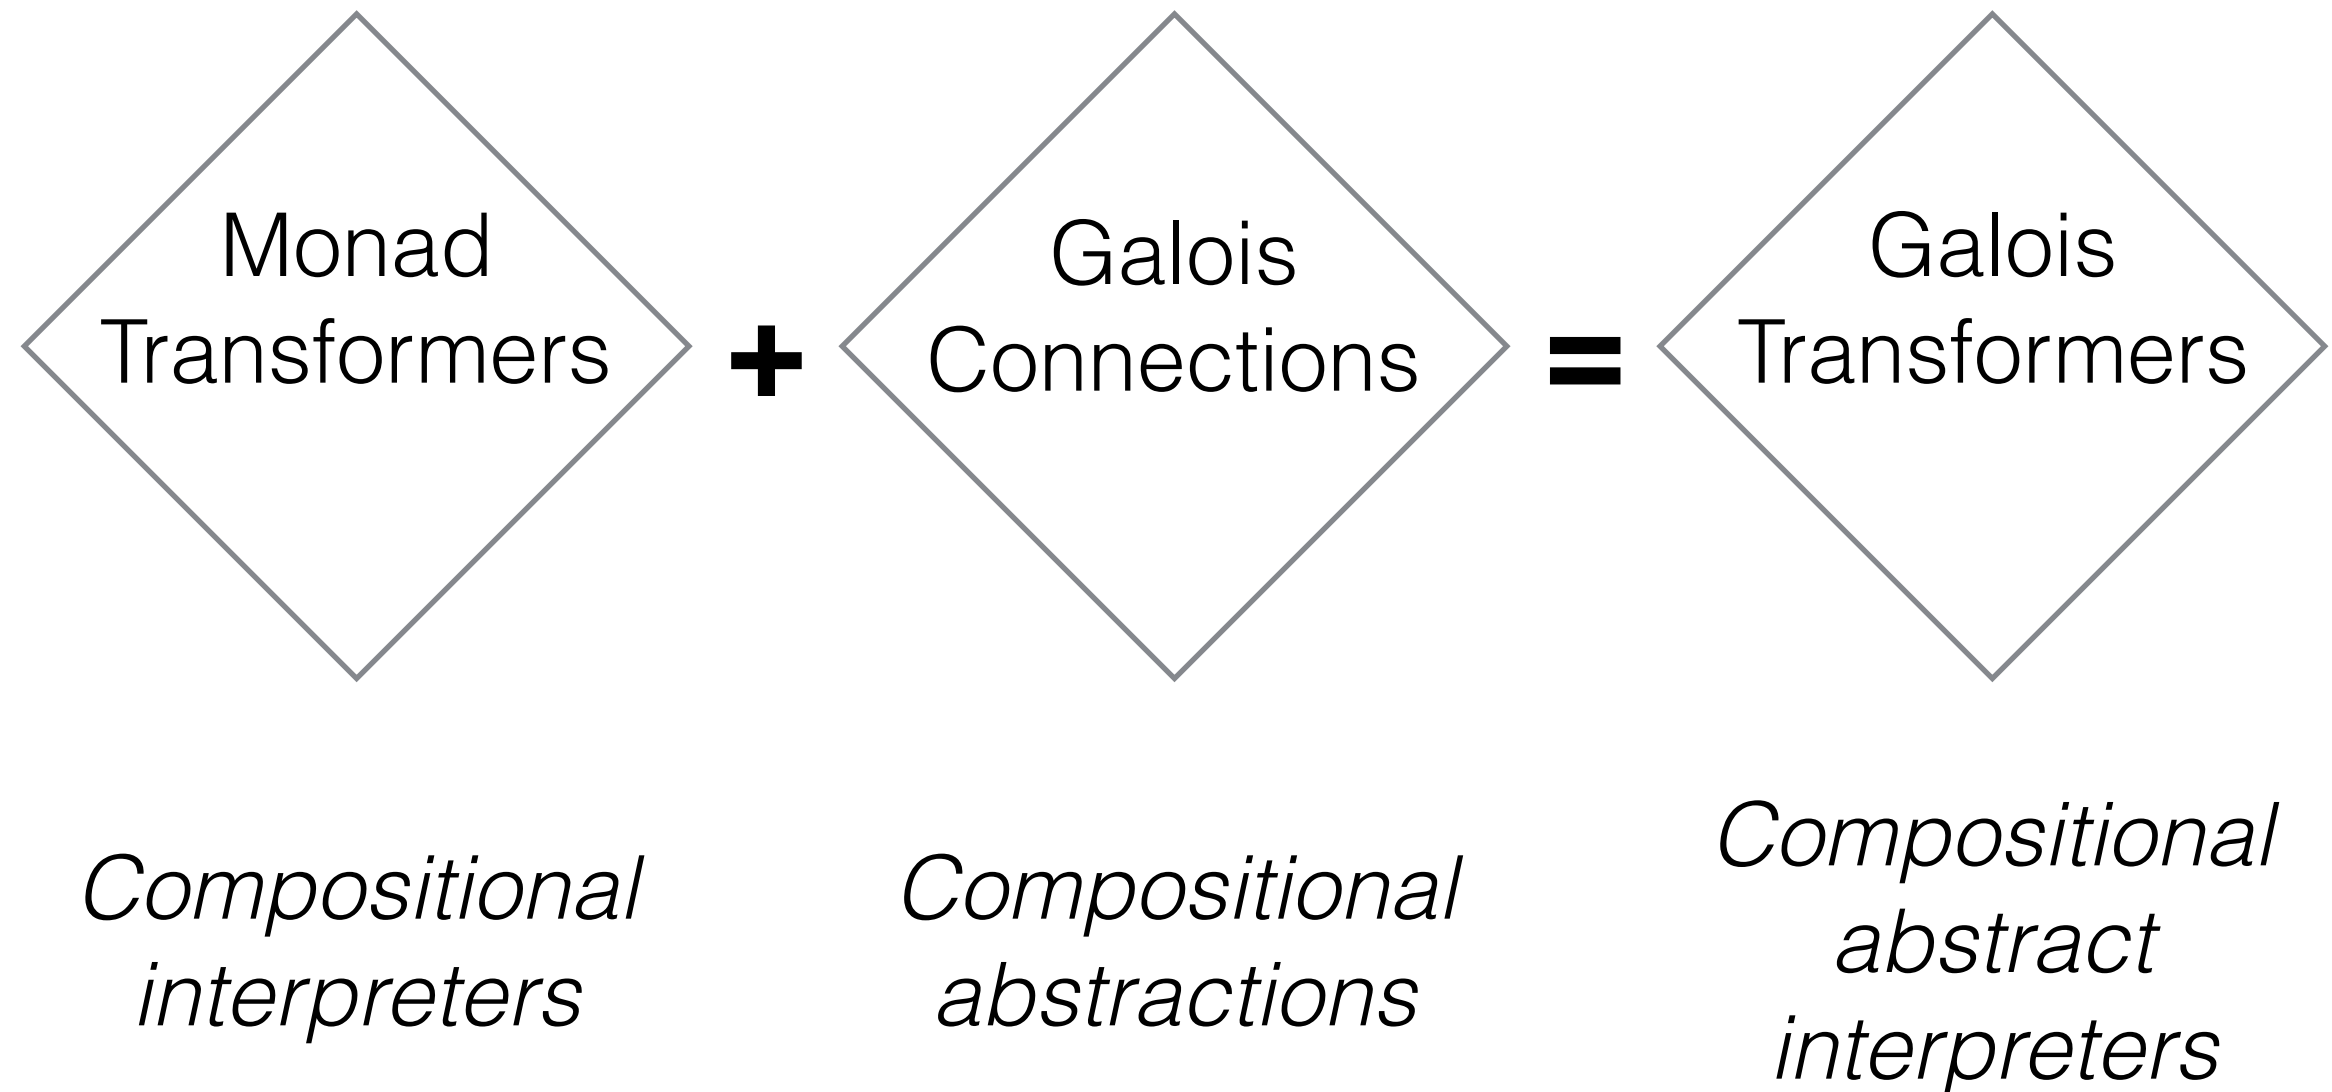 Monad
Transformers
+
Galois
Connections
=
Galois
Transformers
Compositional
interpreters
Compositional
abstractions
Compositional
abstract
interpreters